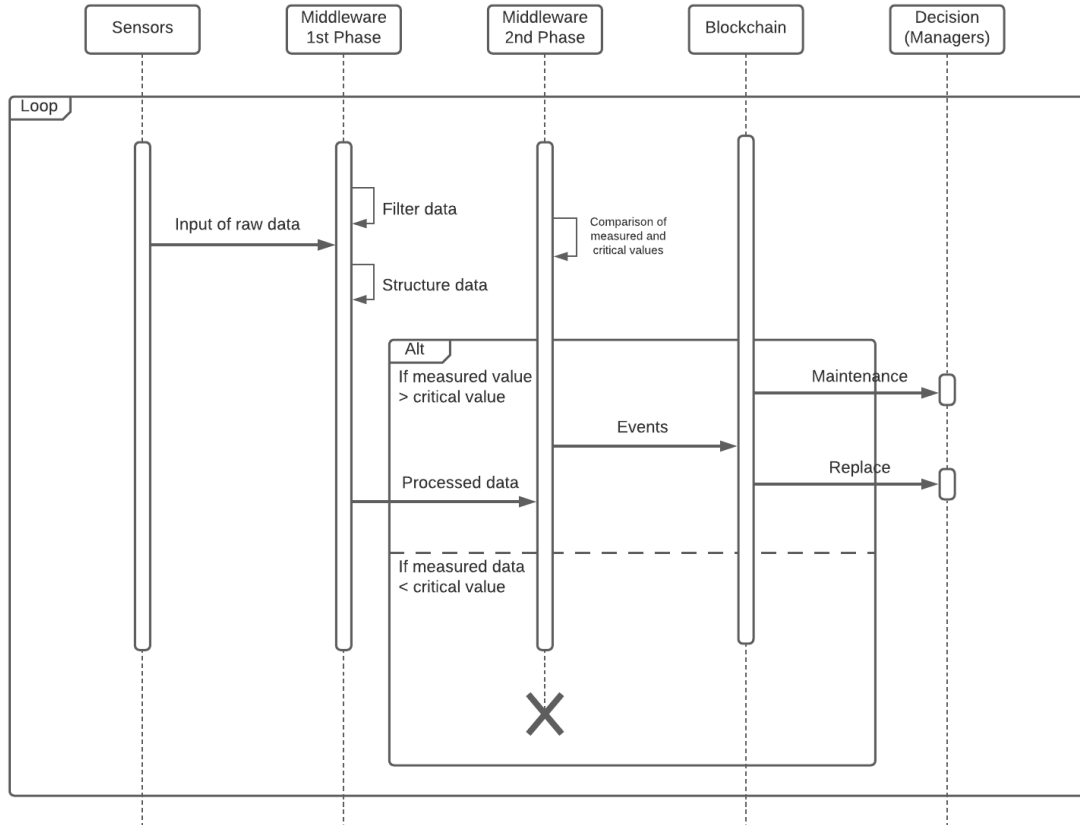 Sensors
Middleware
1st Phase
Middleware
2nd Phase
Blockchain
Decision
(Managers)
Loop
Filter data
Input of raw data
Comparison of
measured and
critical values
Structure data
Alt
If measured value
> critical value
Maintenance
Events
Replace
Processed data
If measured data
< critical value